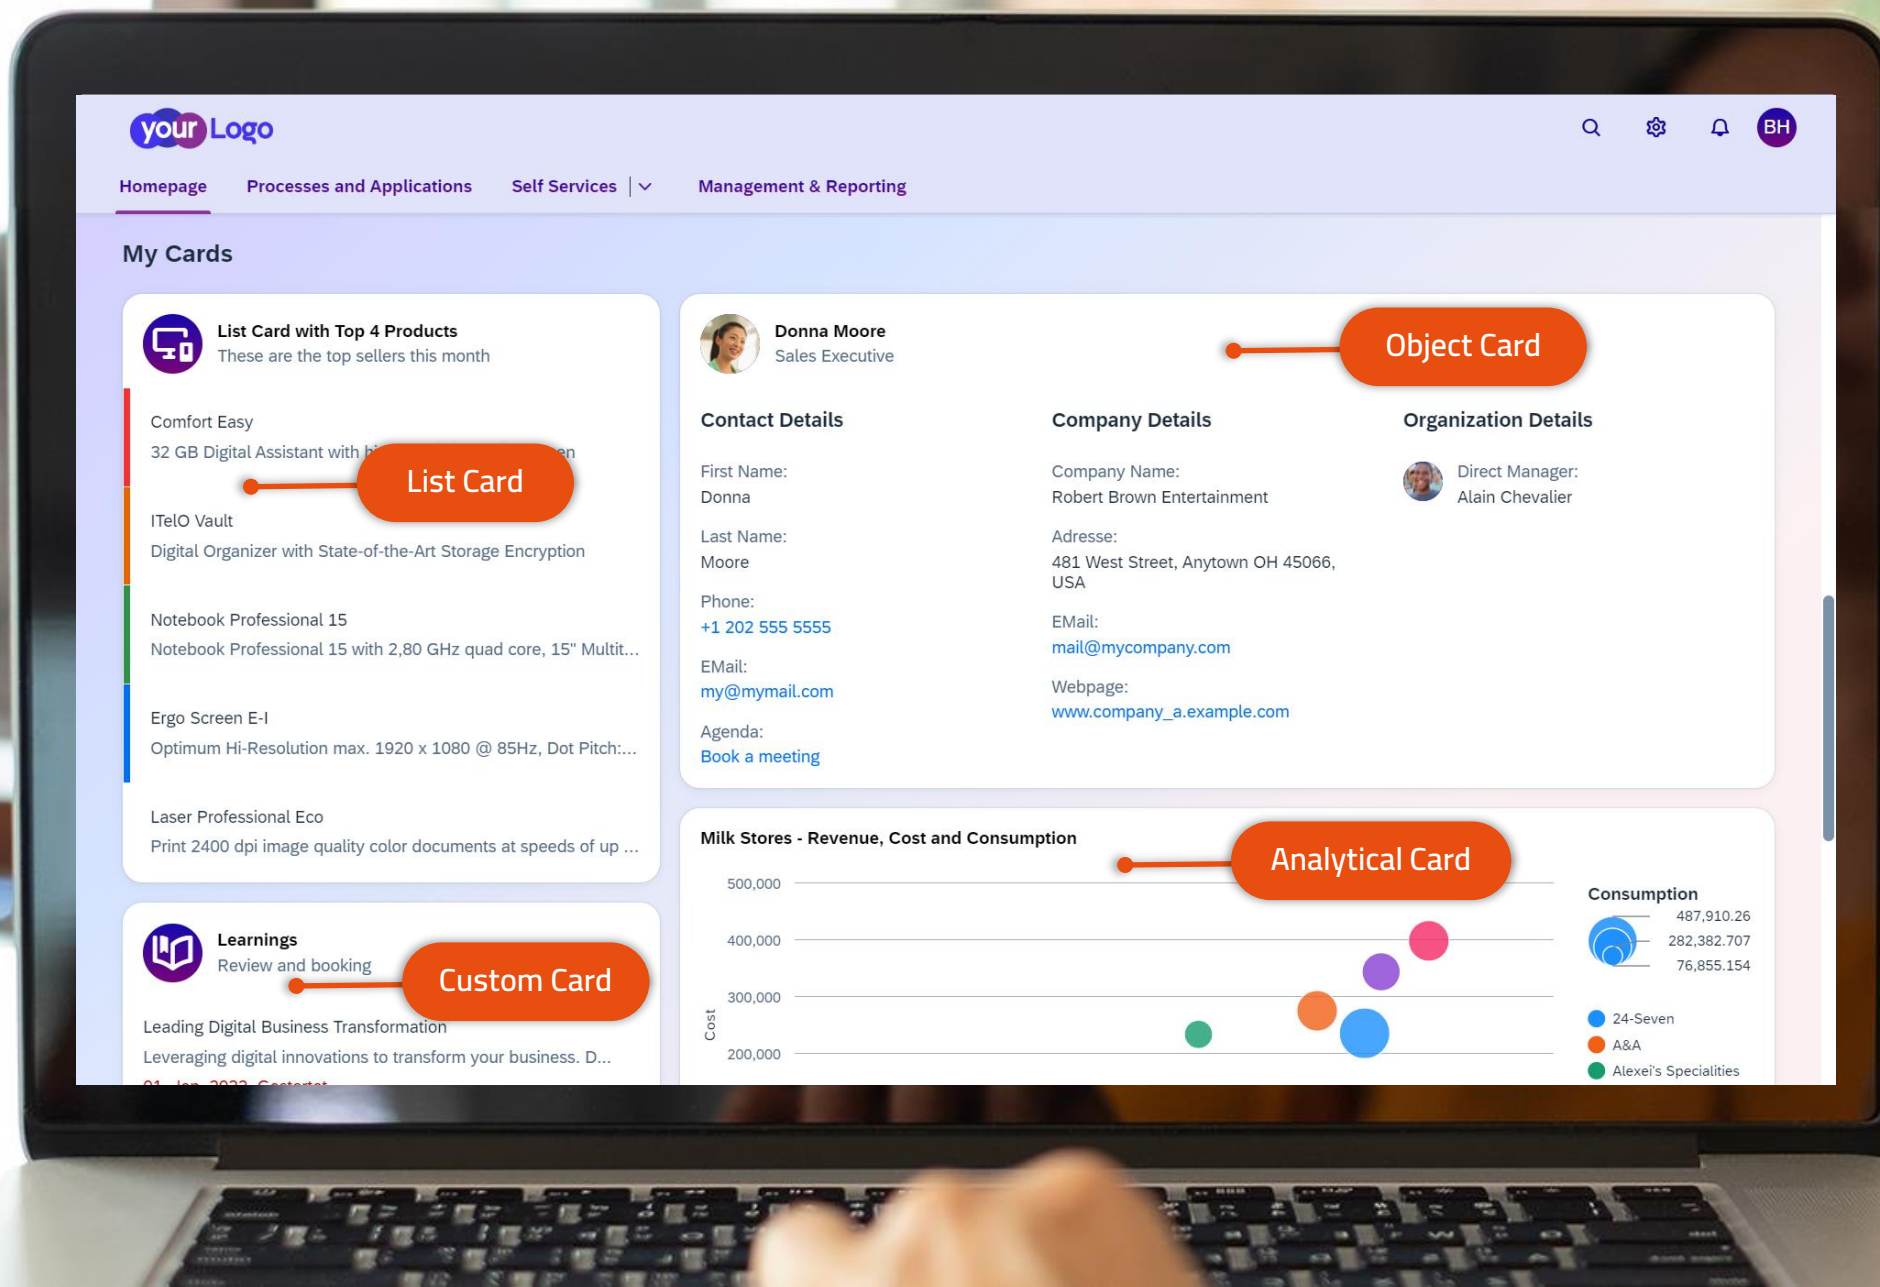 your Logo
BH
Homepage
Processes and Applications
Self Services
Management & Reporting
My Cards
List Card with Top 4 Products
These are the top sellers this month
Comfort Easy
32 GB Digital Assistant with
List Card
ITelO Vault
Digital Organizer with State-of-the-Art Storage Encryption
Notebook Professional 15
Notebook Professional 15 with 2,80 GHz quad core, 15" Multit...
Ergo Screen E-I
Optimum Hi-Resolution max. 1920 x 1080 @ 85Hz, Dot Pitch:...
Laser Professional Eco
Print 2400 dpi image quality color documents at speeds of up ...
Learnings
Review and booking
Custom Card
Leading Digital Business Transformation
Leveraging digital innovations to transform your business. D...
Donna Moore
Sales Executive
Object Card
Contact Details
First Name:
Donna
Last Name:
Moore
Phone:
+1 202 555 5555
EMail:
my@mymail.com
Agenda:
Book a meeting
Company Details
Company Name:
Robert Brown Entertainment
Adresse:
481 West Street, Anytown OH 45066,
USA
EMail:
mail@mycompany.com
Webpage:
www.company_a.example.com
Organization Details
Direct Manager:
Alain Chevalier
Milk Stores - Revenue, Cost and Consumption
Analytical Card
500,000
400,000
300,000
200,000
Cost
Consumption
487,910.26
282,382.707
76,855.154
24-Seven
A&A
Alexei's Specialities